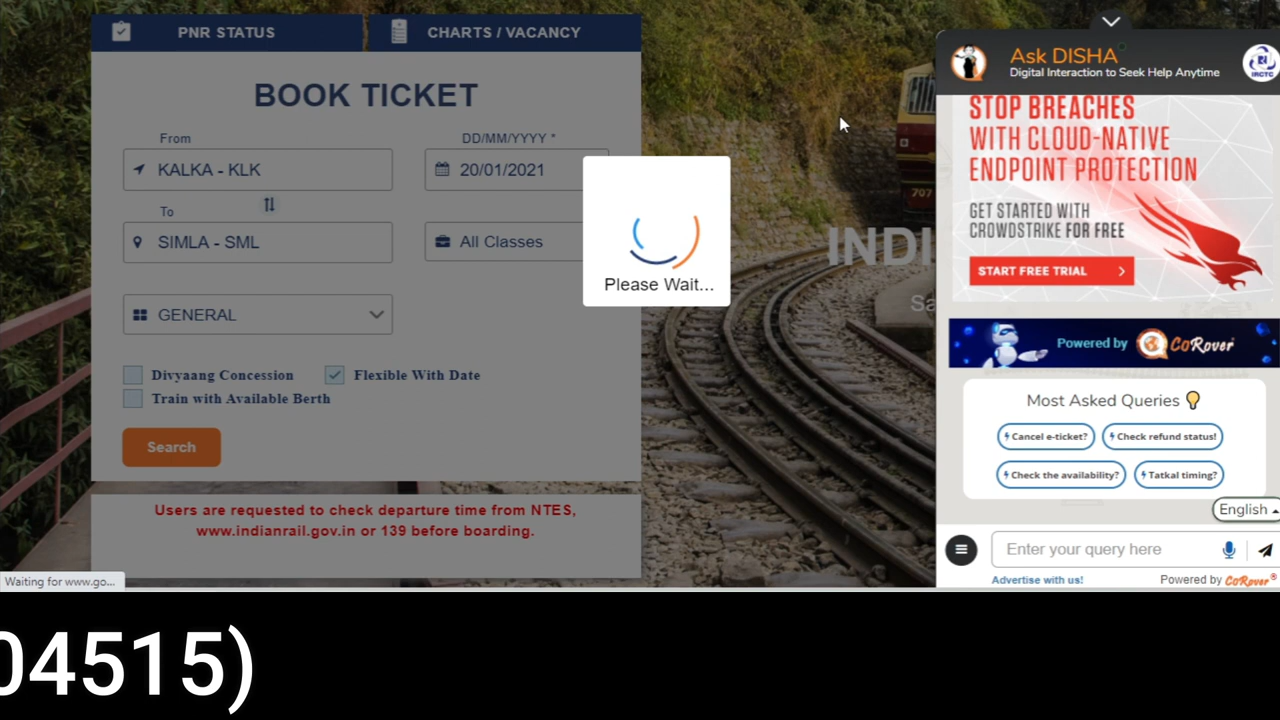 PNR STATUS
CHARTS / VACANCY
BOOK TICKET
From
DD/MM/YYYY *
KALKA - KLK
20/01/2021
To
SIMLA - SML
All Classes
GENERAL
Divyaang Concession
Flexible With Date
Train with Available Berth
Search
Please Wait...
Users are requested to check departure time from NTES,
www.indianrail.gov.in or 139 before boarding.
707
INDI
Sa
Ask DISHA
Digital Interaction to Seek Help Anytime
IRCTC
STOP BREACHES
WITH CLOUD-NATIVE
ENDPOINT PROTECTION
GET STARTED WITH
CROWDSTRIKE FOR FREE
START FREE TRIAL
Powered by CoRover
Most Asked Queries
Cancel e-ticket?
Check refund status!
Check the availability?
Tatkal timing?
English
Enter your query here
Advertise with us!
Powered by CoRover®
Waiting for www.go...
04515)